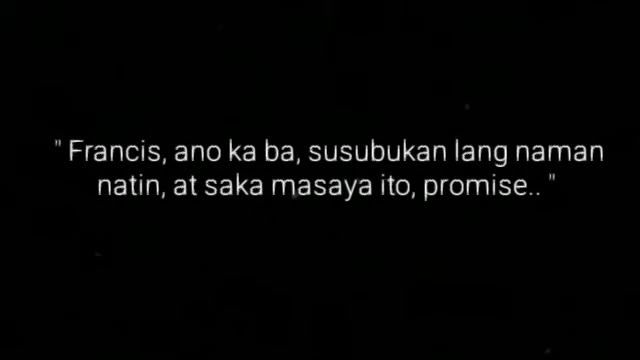 " Francis, ano ka ba, susubukan lang naman
natin, at saka masaya ito, promise.. "